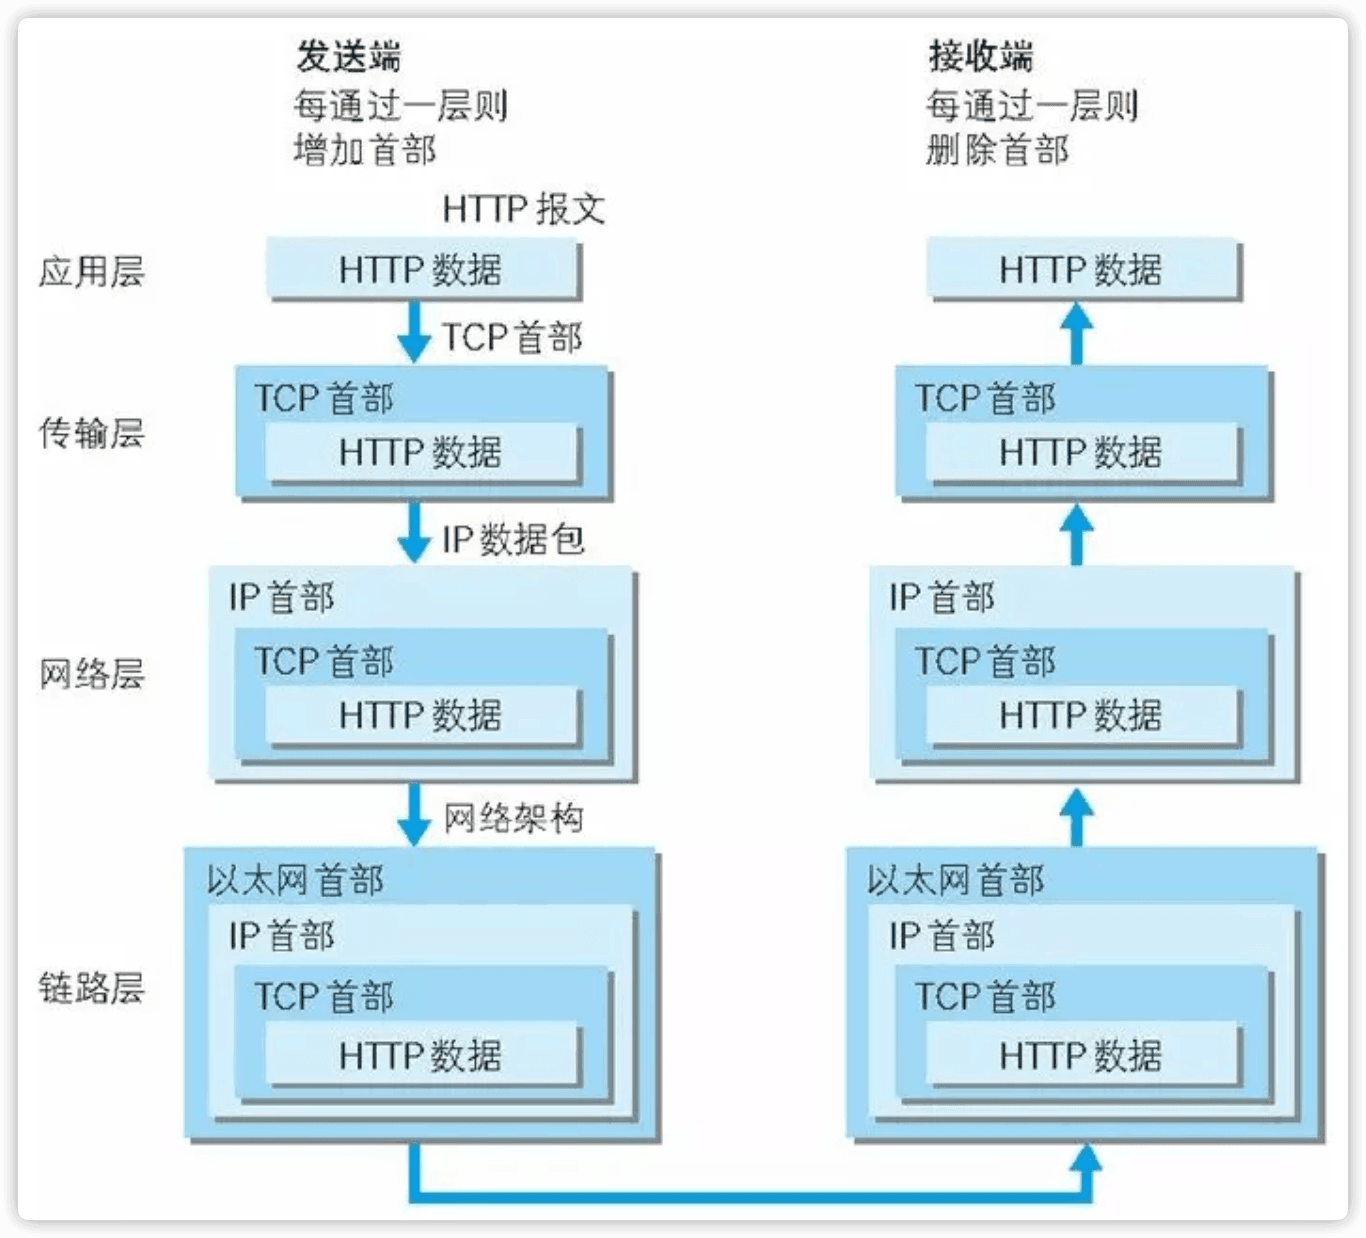 发送端
每通过一层则
增加首部
接收端
每通过一层则
删除首部
HTTP 报文
应用层
HTTP 数据
HTTP 数据
TCP 首部
传输层
TCP 首部
HTTP 数据
TCP 首部
HTTP 数据
IP 数据包
网络层
IP 首部
TCP 首部
HTTP 数据
IP 首部
TCP 首部
HTTP 数据
网络架构
链路层
以太网首部
IP 首部
TCP 首部
HTTP 数据
以太网首部
IP 首部
TCP 首部
HTTP 数据